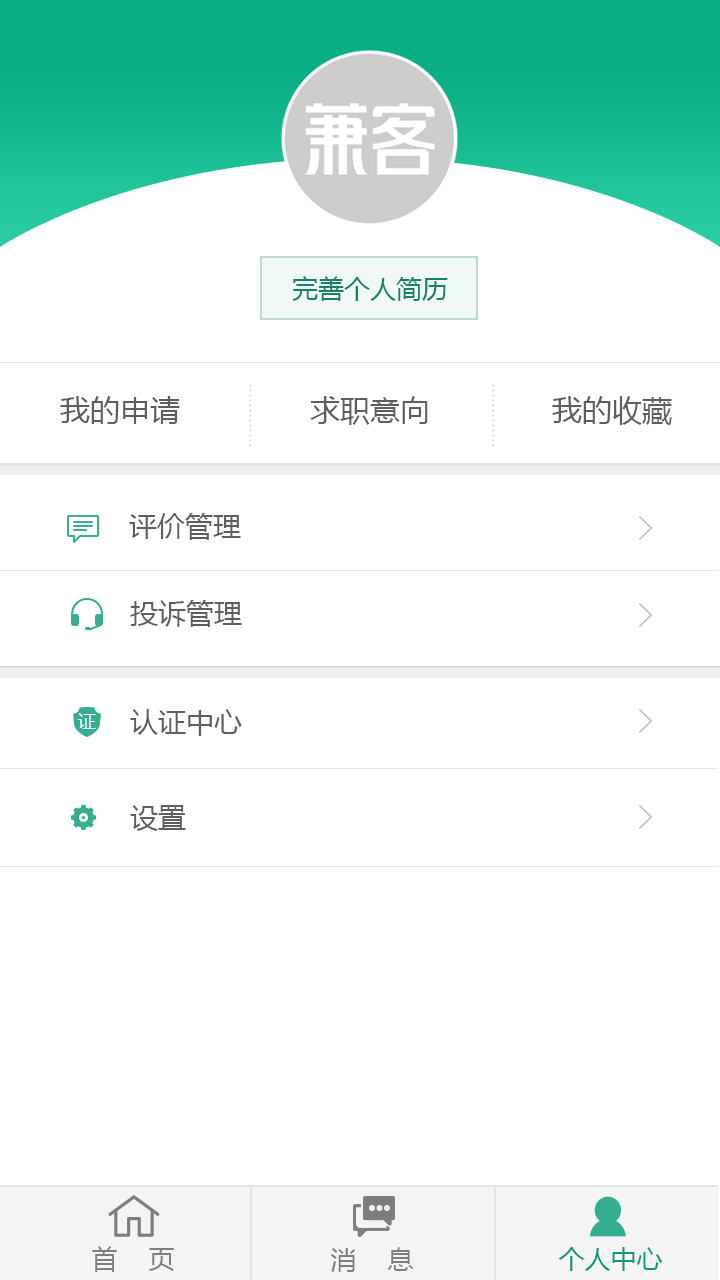 兼客
完善个人简历
我的申请 求职意向 我的收藏
评价管理
投诉管理
证 认证中心
设置
首 页 消 息 个人中心